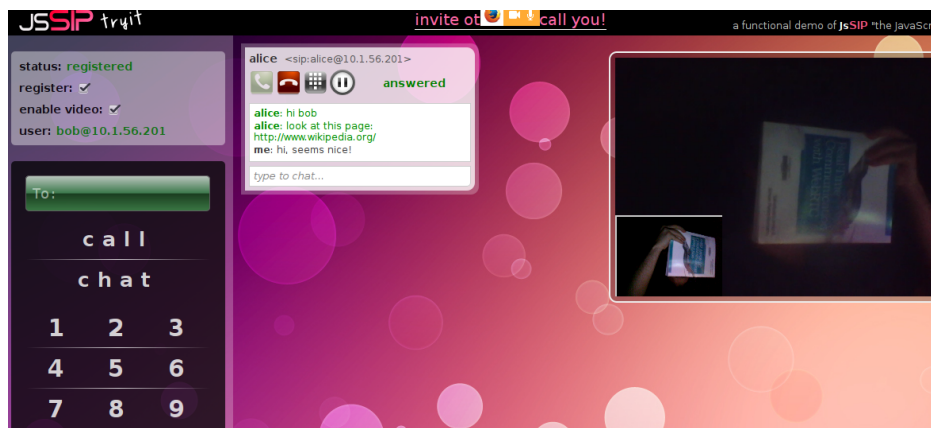 JSSIP tryit
invite ot call you!
a functional demo of JsSIP "the JavaScr
status: registered
register:
enable video:
user: bob@10.1.56.201
To:
call
chat
1 2 3
4 5 6
7 8 9
alice <sip:alice@10.1.56.201>
answered
alice: hi bob
alice: look at this page:
http://www.wikipedia.org/
me: hi, seems nice!
type to chat...